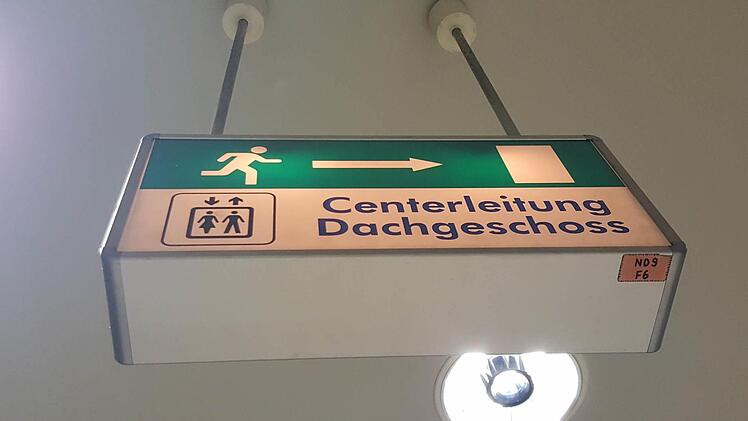 Centerleitung
Dachgeschoss
ND9
F6